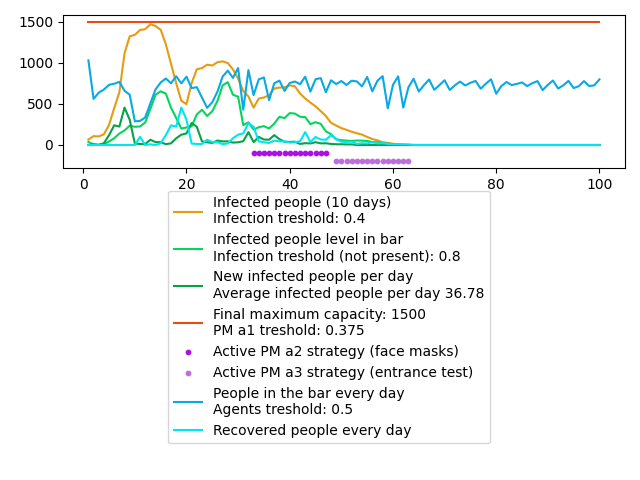 1500
1000
500
0
0 20 40 60 80 100
Infected people (10 days)
Infection treshold: 0.4
Infected people level in bar
Infection treshold (not present): 0.8
New infected people per day
Average infected people per day 36.78
Final maximum capacity: 1500
PM a1 treshold: 0.375
Active PM a2 strategy (face masks)
Active PM a3 strategy (entrance test)
People in the bar every day
Agents treshold: 0.5
Recovered people every day